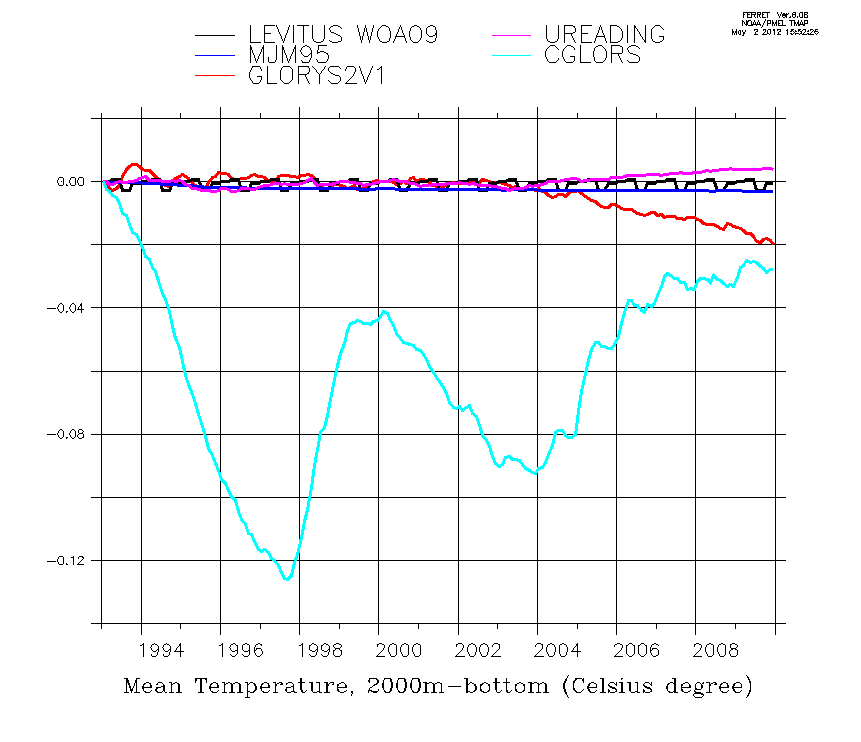 FERRET Ver.6.08
NOAA/PMEL TMAP
May 2 2012 15:52:26
LEVITUS WOA09
UREADING
MJM95
CGLORS
GLORYS2V1
0.00
-0.04
-0.08
-0.12
1994 1996 1998 2000 2002 2004 2006 2008
Mean Temperature, 2000m-bottom (Celsius degree)